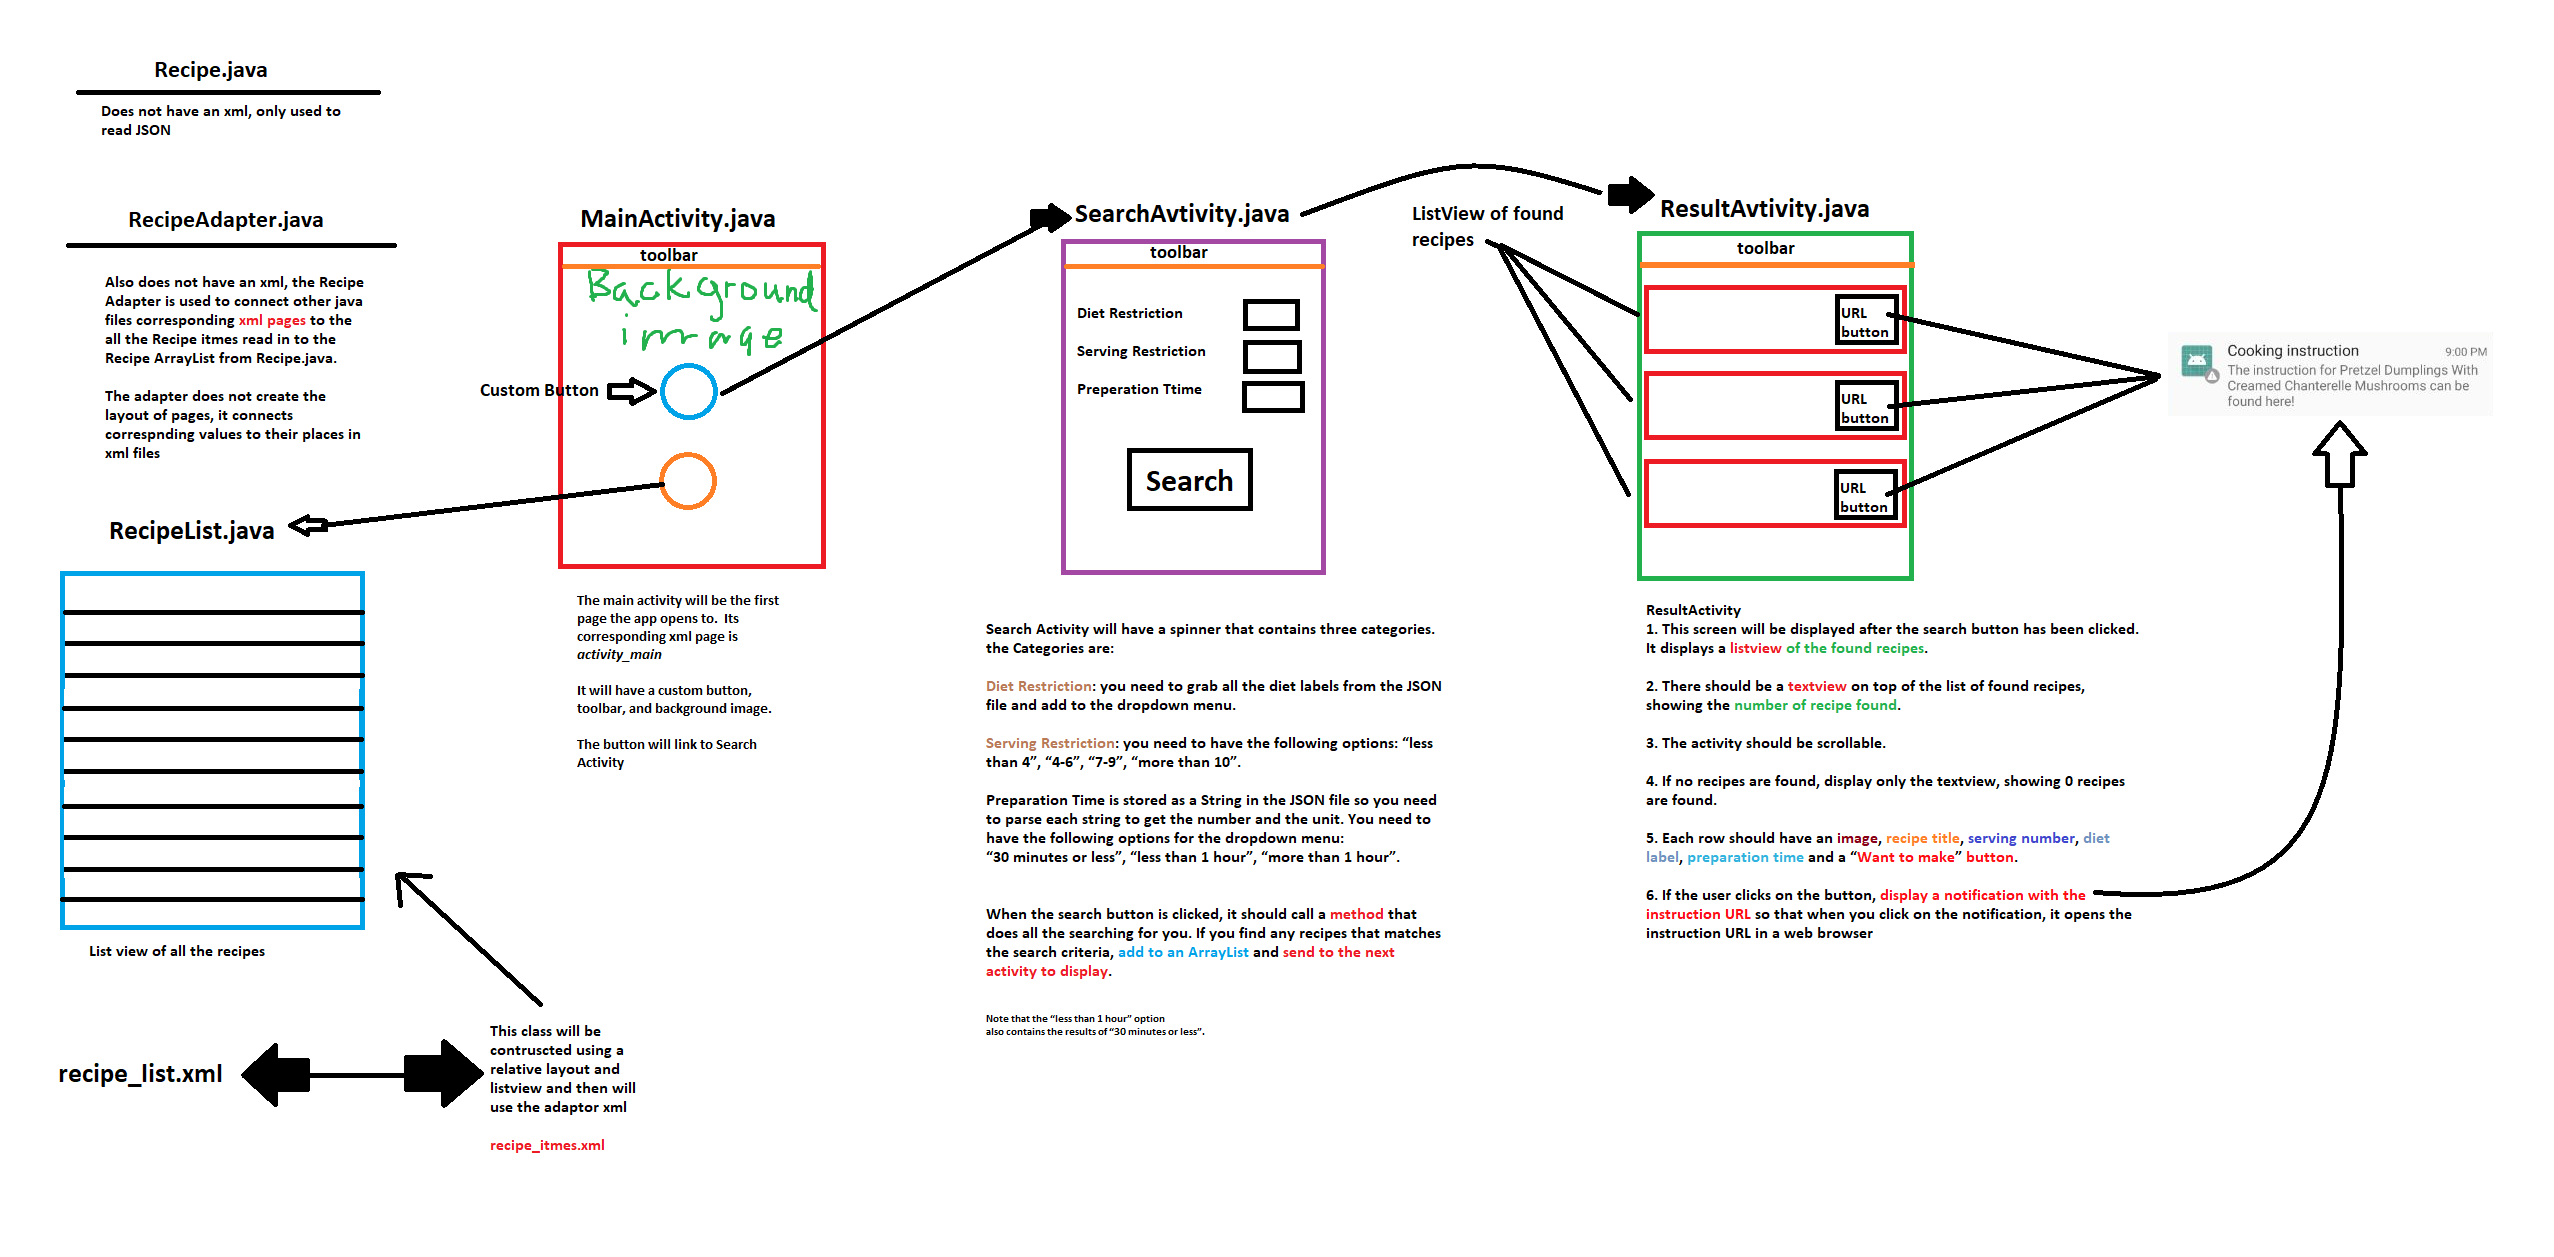 Recipe.java
Does not have an xml, only used to
read JSON
RecipeAdapter.java
Also does not have an xml, the Recipe
Adapter is used to connect other java
files corresponding xml pages to the
all the Recipe itmes read in to the
Recipe ArrayList from Recipe.java.
The adapter does not create the
layout of pages, it connects
correspnding values to their places in
xml files
RecipeList.java
List view of all the recipes
recipe_list.xml
This class will be
contruscted using a
relative layout and
listview and then will
use the adaptor xml
recipe_itmes.xml
MainActivity.java
toolbar
Background
image
Custom Button
The main activity will be the first
page the app opens to.  Its
corresponding xml page is
activity_main
It will have a custom button,
toolbar, and background image.
The button will link to Search
Activity
SearchAvtivity.java
toolbar
Diet Restriction
Serving Restriction
Preperation Ttime
Search
Search Activity will have a spinner that contains three categories.
the Categories are:
Diet Restriction: you need to grab all the diet labels from the JSON
file and add to the dropdown menu.
Serving Restriction: you need to have the following options: “less
than 4”, “4-6”, “7-9”, “more than 10”.
Preparation Time is stored as a String in the JSON file so you need
to parse each string to get the number and the unit. You need to
have the following options for the dropdown menu:
“30 minutes or less”, “less than 1 hour”, “more than 1 hour”.
When the search button is clicked, it should call a method that
does all the searching for you. If you find any recipes that matches
the search criteria, add to an ArrayList and send to the next
activity to display.
Note that the “less than 1 hour” option
also contains the results of “30 minutes or less”.
ListView of found
recipes
ResultAvtivity.java
toolbar
URL
button
URL
button
URL
button
ResultActivity
1. This screen will be displayed after the search button has been clicked.
It displays a listview of the found recipes.
2. There should be a textview on top of the list of found recipes,
showing the number of recipe found.
3. The activity should be scrollable.
4. If no recipes are found, display only the textview, showing 0 recipes
are found.
5. Each row should have an image, recipe title, serving number, diet
label, preparation time and a “Want to make” button.
6. If the user clicks on the button, display a notification with the
instruction URL so that when you click on the notification, it opens the
instruction URL in a web browser
Cooking instruction 9:00 PM
The instruction for Pretzel Dumplings With
Creamed Chanterelle Mushrooms can be
found here!